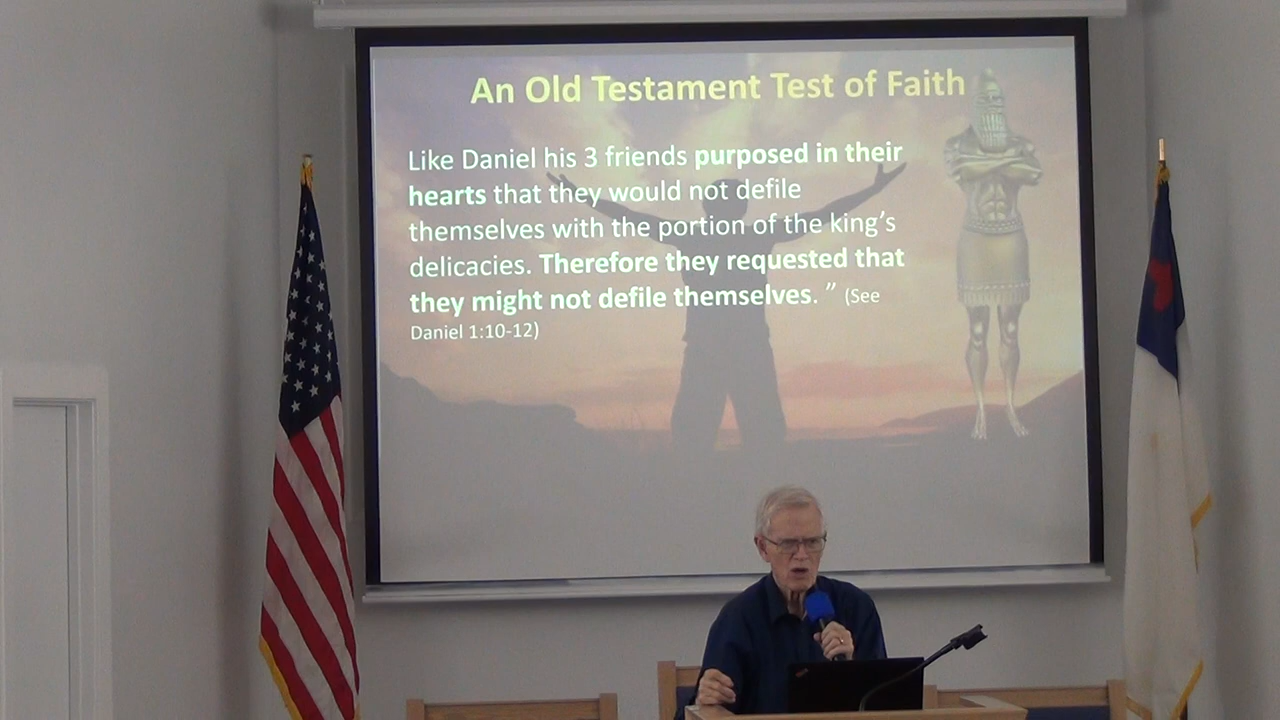 An Old Testament Test of Faith
Like Daniel his 3 friends purposed in their
hearts that they would not defile
themselves with the portion of the king’s
delicacies. Therefore they requested that
they might not defile themselves. ” (See
Daniel 1:10-12)